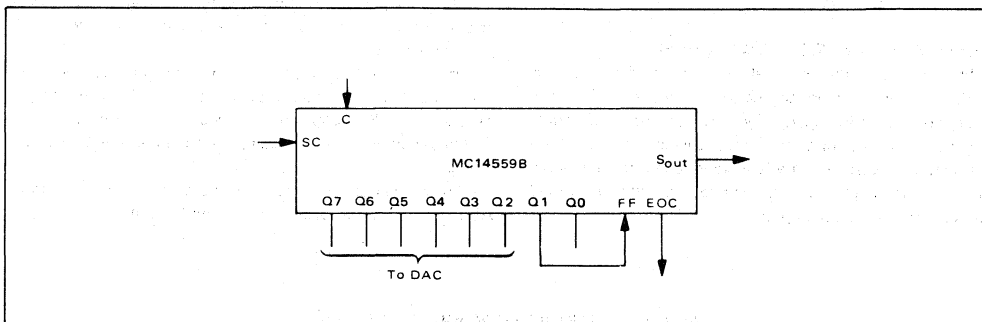 C
SC
MC14559B
Sout
Q7 Q6 Q5 Q4 Q3 Q2 Q1 Q0 FF EOC
To DAC